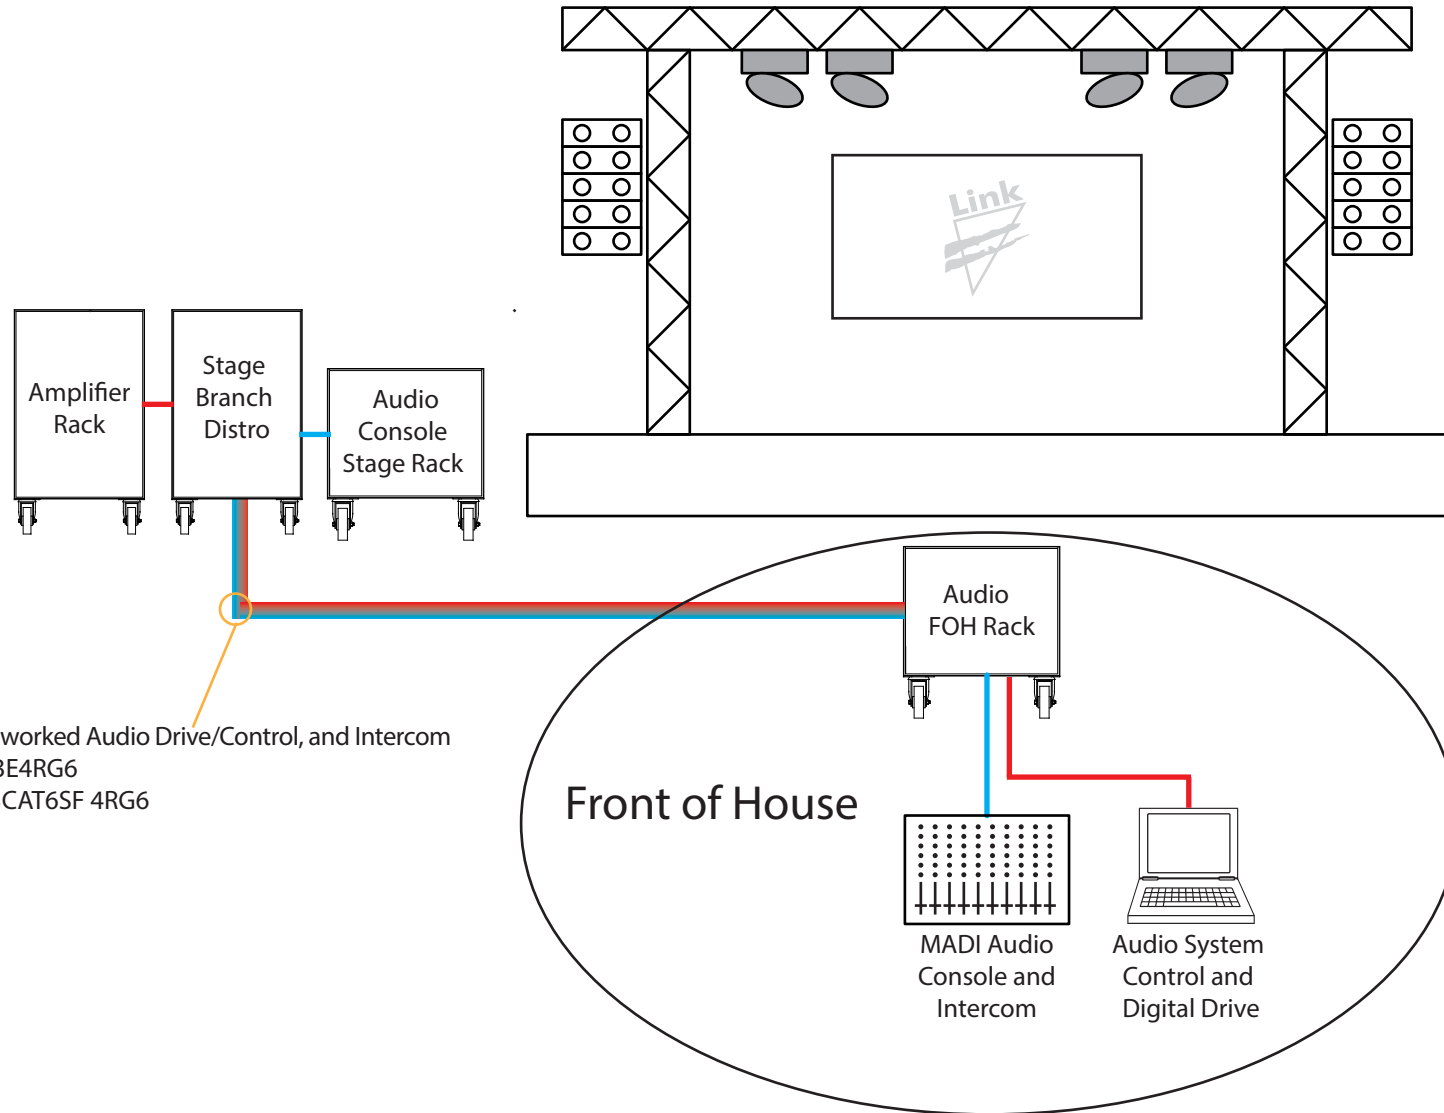 Link
Amplifier
Rack
Stage
Branch
Distro
Audio
Console
Stage Rack
Audio
FOH Rack
worked Audio Drive/Control, and Intercom
BE4RG6
CAT6SF 4RG6
Front of House
MADI Audio
Console and
Intercom
Audio System
Control and
Digital Drive